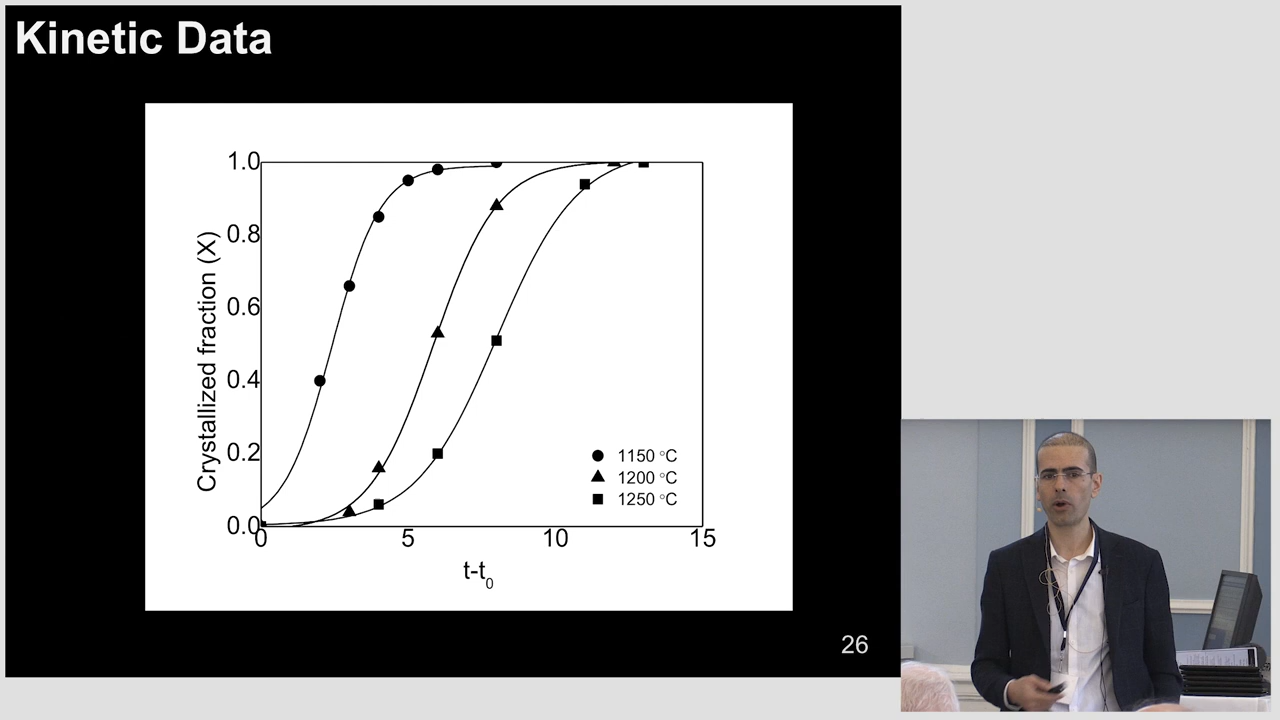 Kinetic Data
1.0
0.8
0.6
0.4
0.2
0.0
Crystallized fraction (X)
0
5
10
15
t-t0
1150 °C
1200 °C
1250 °C
26